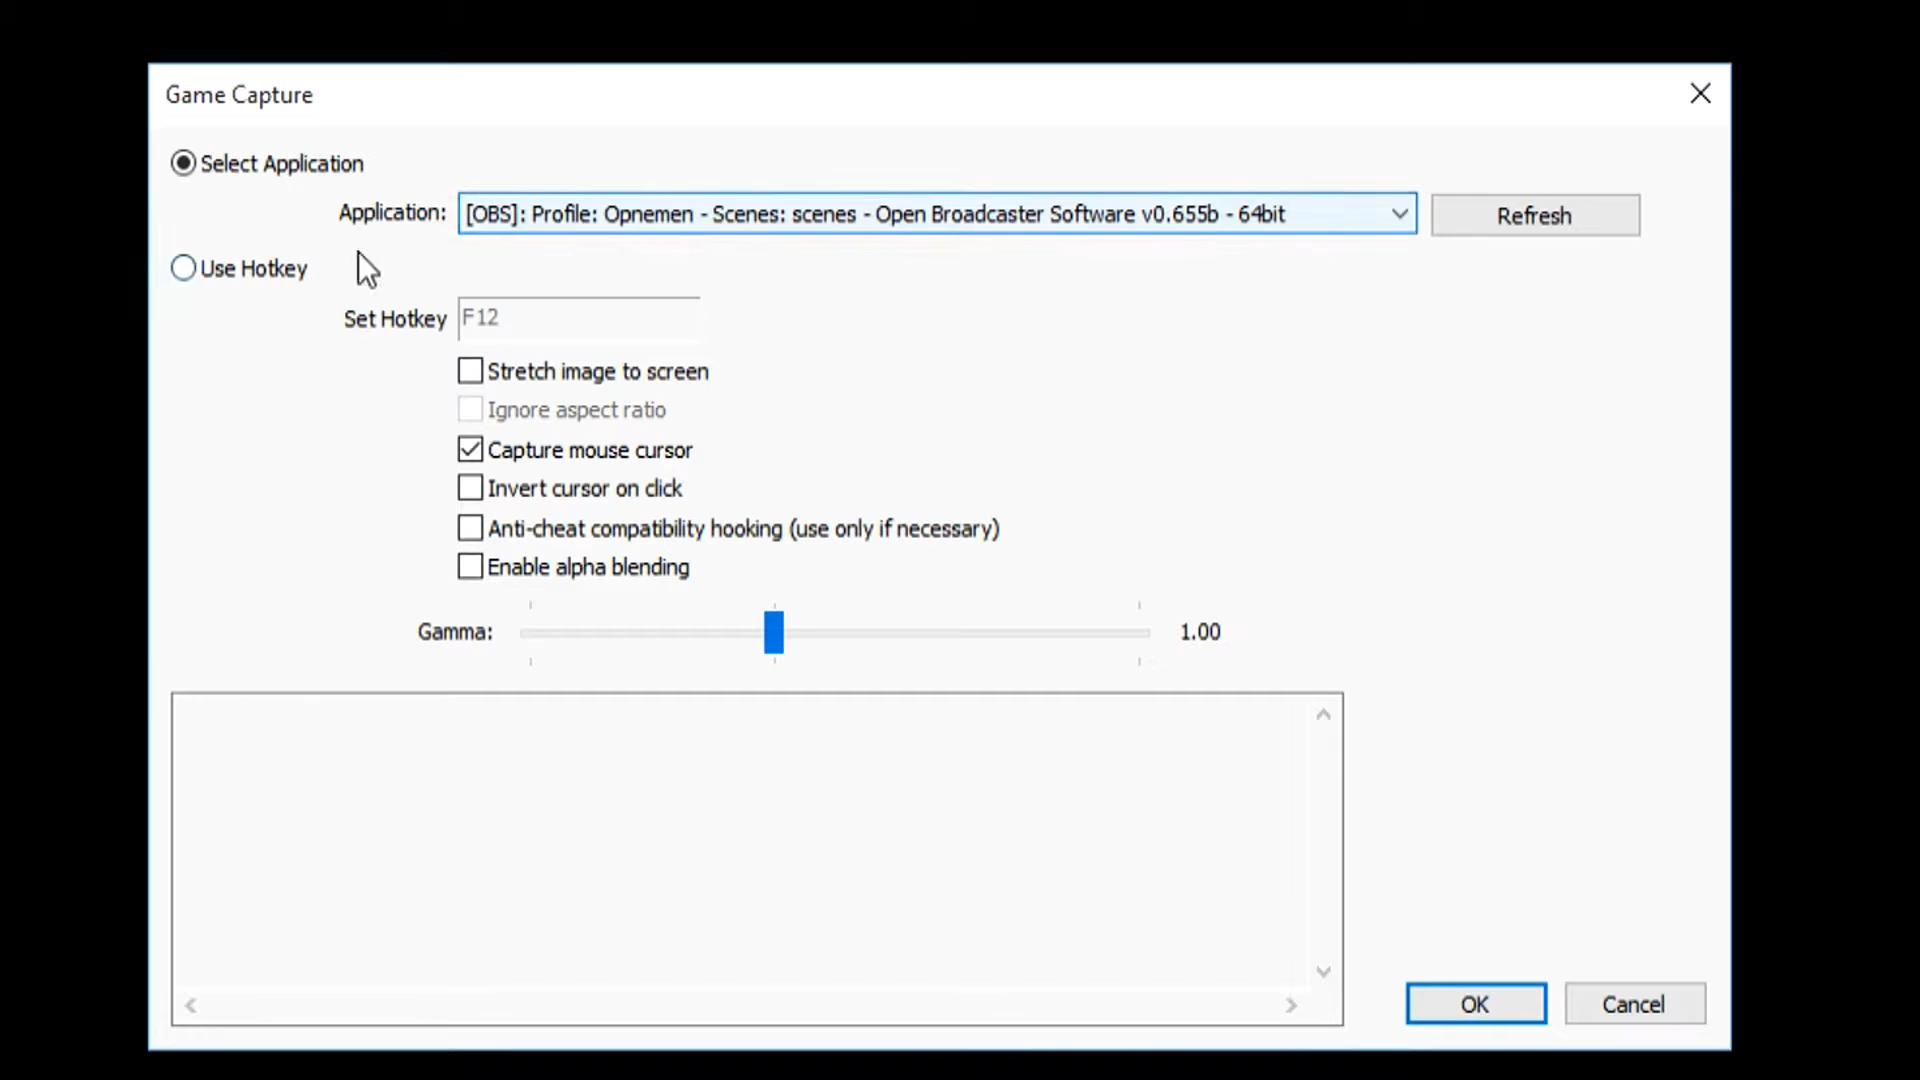 Game Capture
Select Application
Application: [OBS]: Profile: Opnemen - Scenes: scenes - Open Broadcaster Software v0.655b - 64bit Refresh
Use Hotkey
Set Hotkey F12
Stretch image to screen
Ignore aspect ratio
Capture mouse cursor
Invert cursor on click
Anti-cheat compatibility hooking (use only if necessary)
Enable alpha blending
Gamma: 1.00
OK Cancel